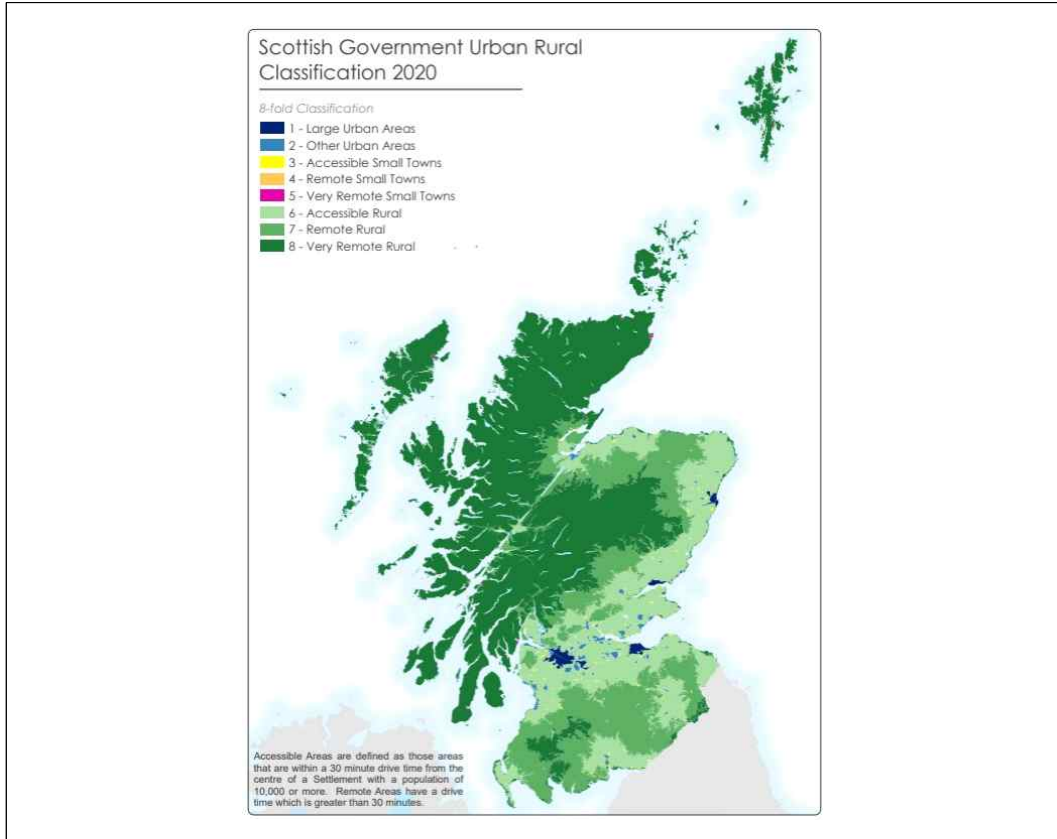 Scottish Government Urban Rural
Classification 2020
8-fold Classification
1 - Large Urban Areas
2 - Other Urban Areas
3 - Accessible Small Towns
4 - Remote Small Towns
5 - Very Remote Small Towns
6 - Accessible Rural
7 - Remote Rural
8 - Very Remote Rural
Accessible Areas are defined as those areas
that are within a 30 minute drive time from the
centre of a Settlement with a population of
10,000 or more. Remote Areas have a drive
time which is greater than 30 minutes.